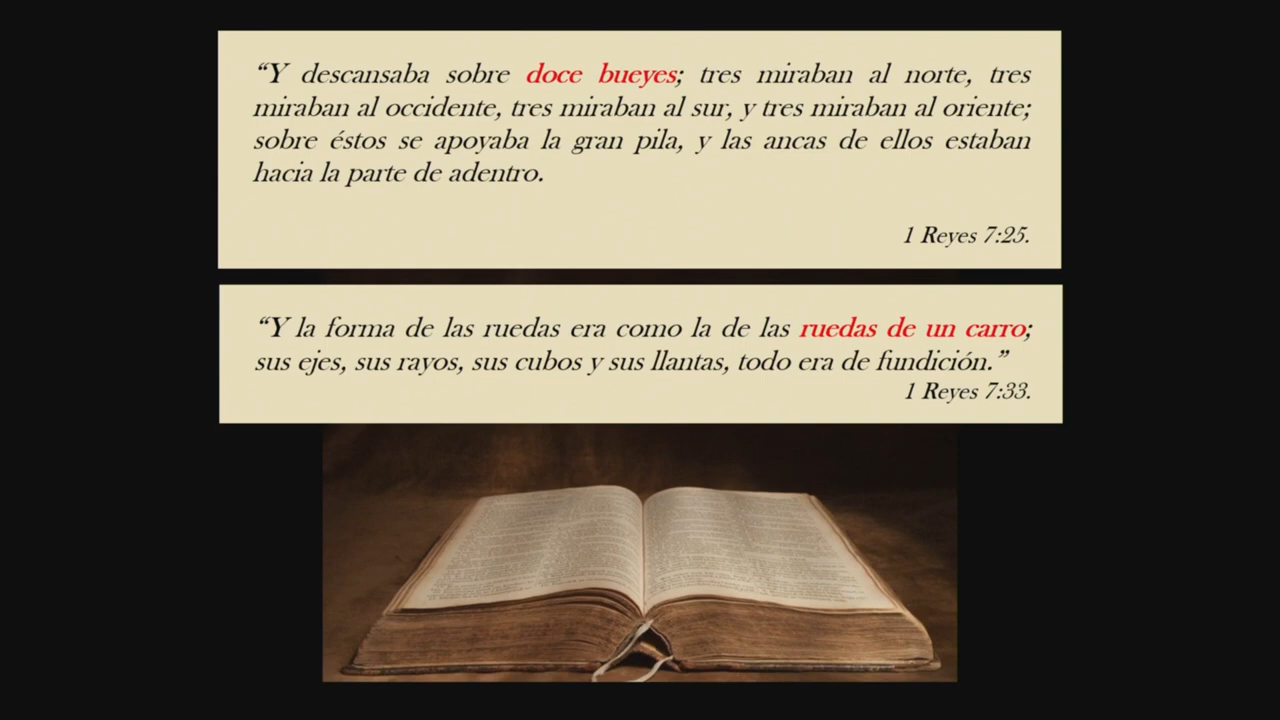 “Y descansaba sobre doce bueyes; tres miraban al norte, tres
miraban al occidente, tres miraban al sur, y tres miraban al oriente;
sobre éstos se apoyaba la gran pila, y las ancas de ellos estaban
hacia la parte de adentro.
1 Reyes 7:25.
“Y la forma de las ruedas era como la de las ruedas de un carro;
sus ejes, sus rayos, sus cubos y sus llantas, todo era de fundición.”
1 Reyes 7:33.